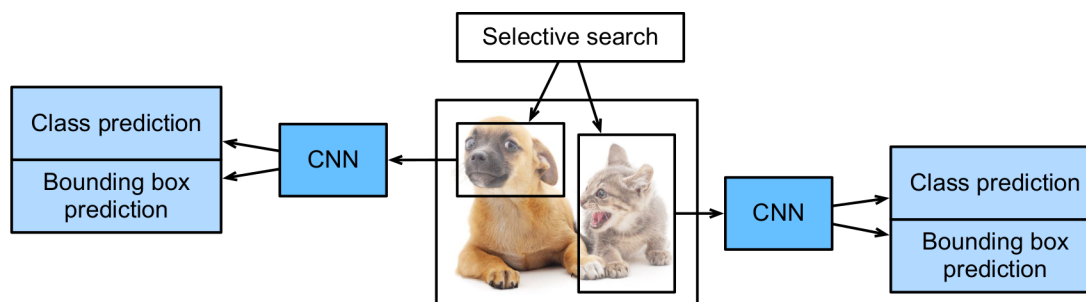 Selective search
Class prediction
Bounding box
prediction
CNN
CNN
Class prediction
Bounding box
prediction